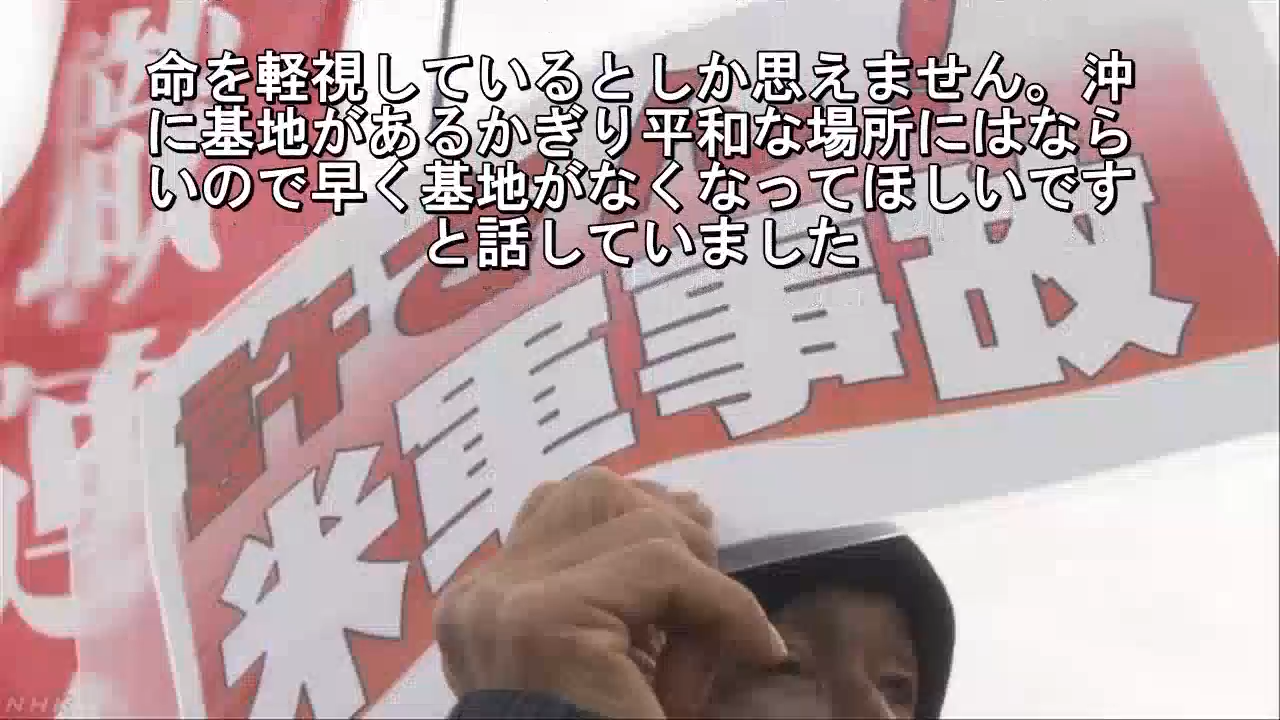 命を軽視しているとしか思えません。沖
に基地があるかぎり平和な場所にはなら
いので早く基地がなくなってほしいです
と話していました
許さ
米軍事故
NHK